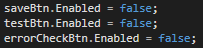 saveBtn.Enabled = false;
testBtn.Enabled = false;
errorCheckBtn.Enabled = false;